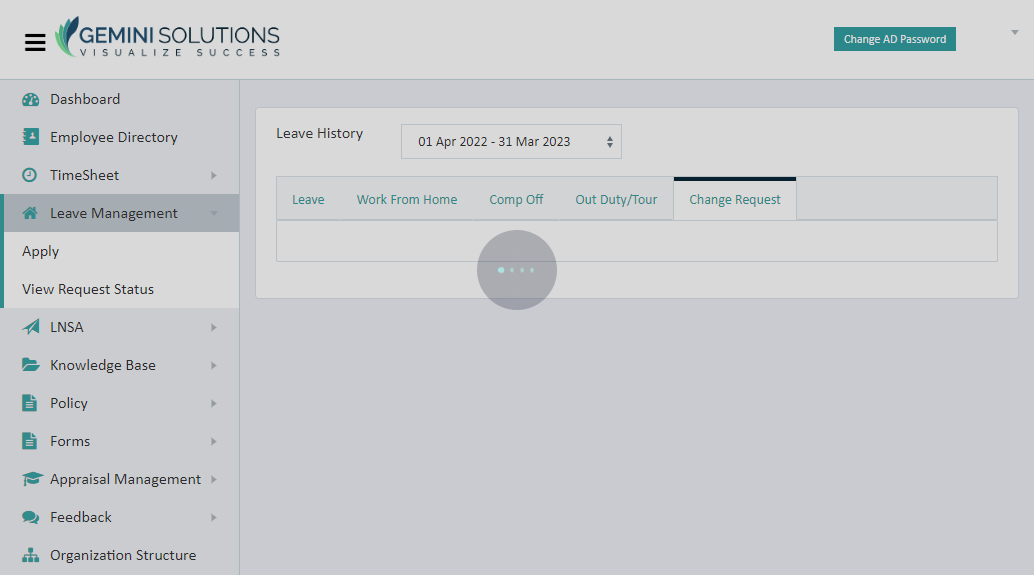 GEMINI SOLUTIONS
VISUALIZE SUCCESS
Change AD Password
Dashboard
Employee Directory
TimeSheet
Leave Management
Apply
View Request Status
LNSA
Knowledge Base
Policy
Forms
Appraisal Management
Feedback
Organization Structure
Leave History
01 Apr 2022 - 31 Mar 2023
Leave
Work From Home
Comp Off
Out Duty/Tour
Change Request